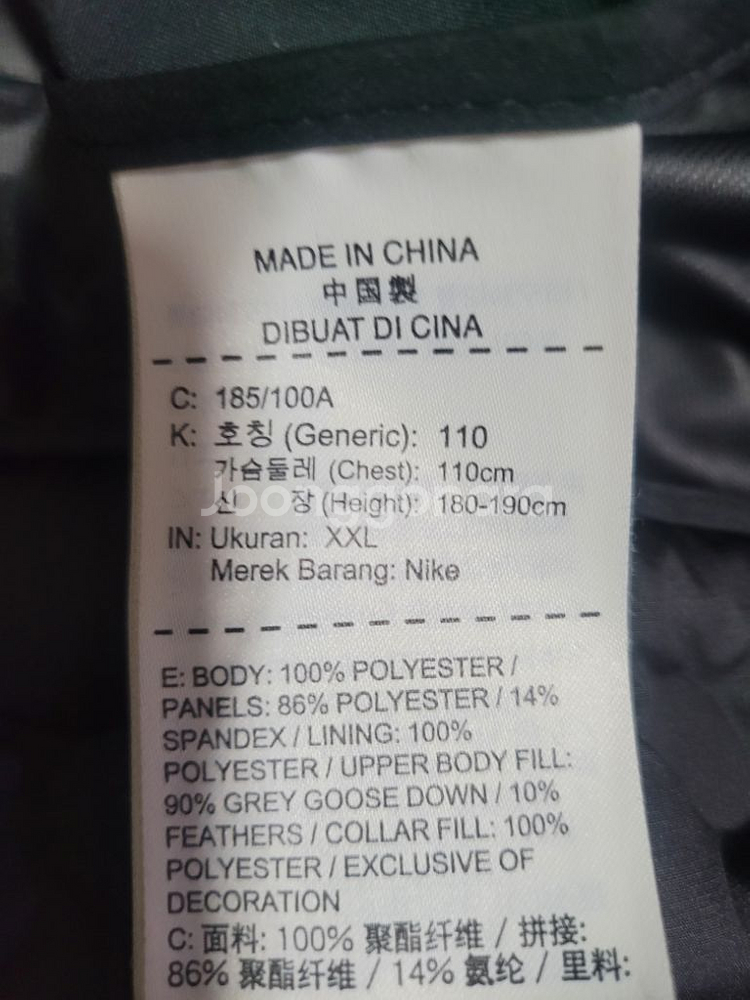 MADE IN CHINA
中国製
DIBUAT DI CINA
C: 185/100A
K: 호칭 (Generic): 110
가슴둘레 (Chest): 110cm
신 장 (Height): 180-190cm
IN: Ukuran: XXL
Merek Barang: Nike
E: BODY: 100% POLYESTER /
PANELS: 86% POLYESTER / 14%
SPANDEX / LINING: 100%
POLYESTER / UPPER BODY FILL:
90% GREY GOOSE DOWN / 10%
FEATHERS / COLLAR FILL: 100%
POLYESTER / EXCLUSIVE OF
DECORATION
C: 面料: 100% 聚酯纤维 / 拼接:
86% 聚酯纤维 / 14% 氨纶 / 里料: